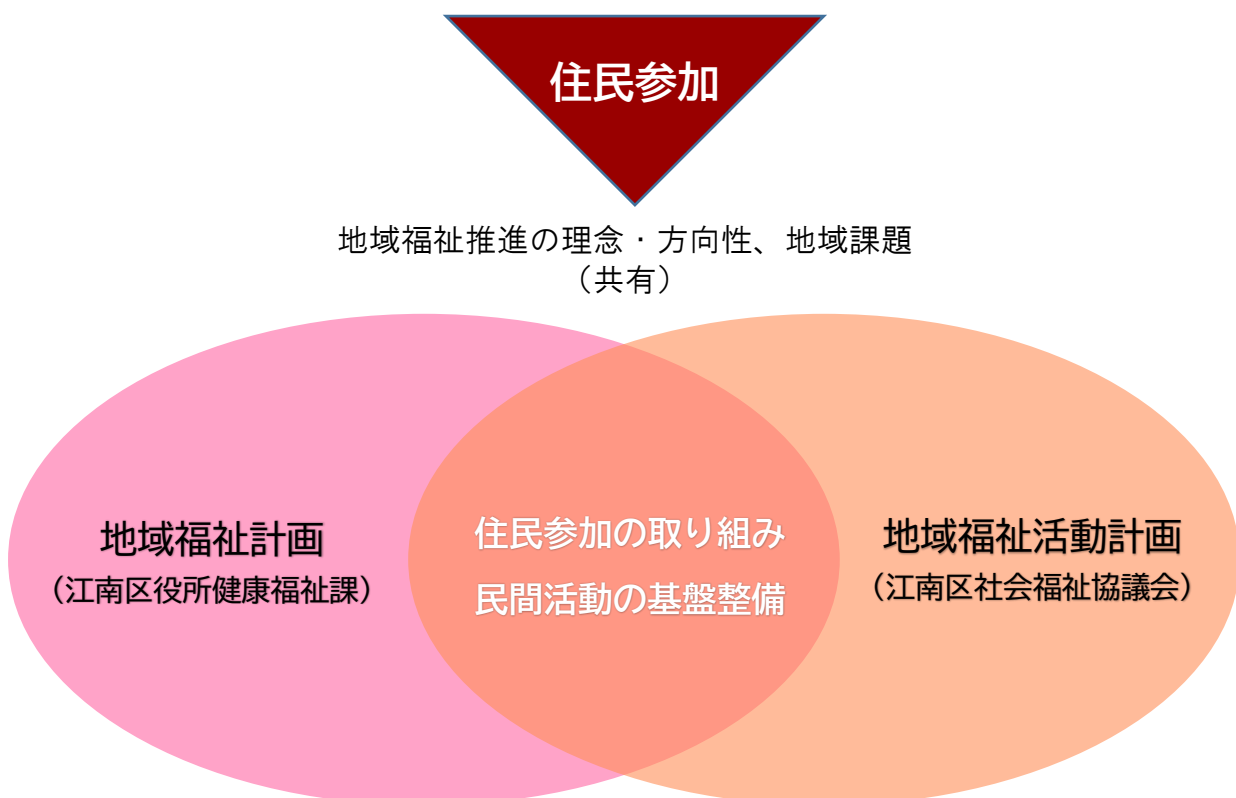 住民参加
地域福祉推進の理念・方向性、地域課題
（共有）
地域福祉計画
（江南区役所健康福祉課）
住民参加の取り組み
民間活動の基盤整備
地域福祉活動計画
（江南区社会福祉協議会）